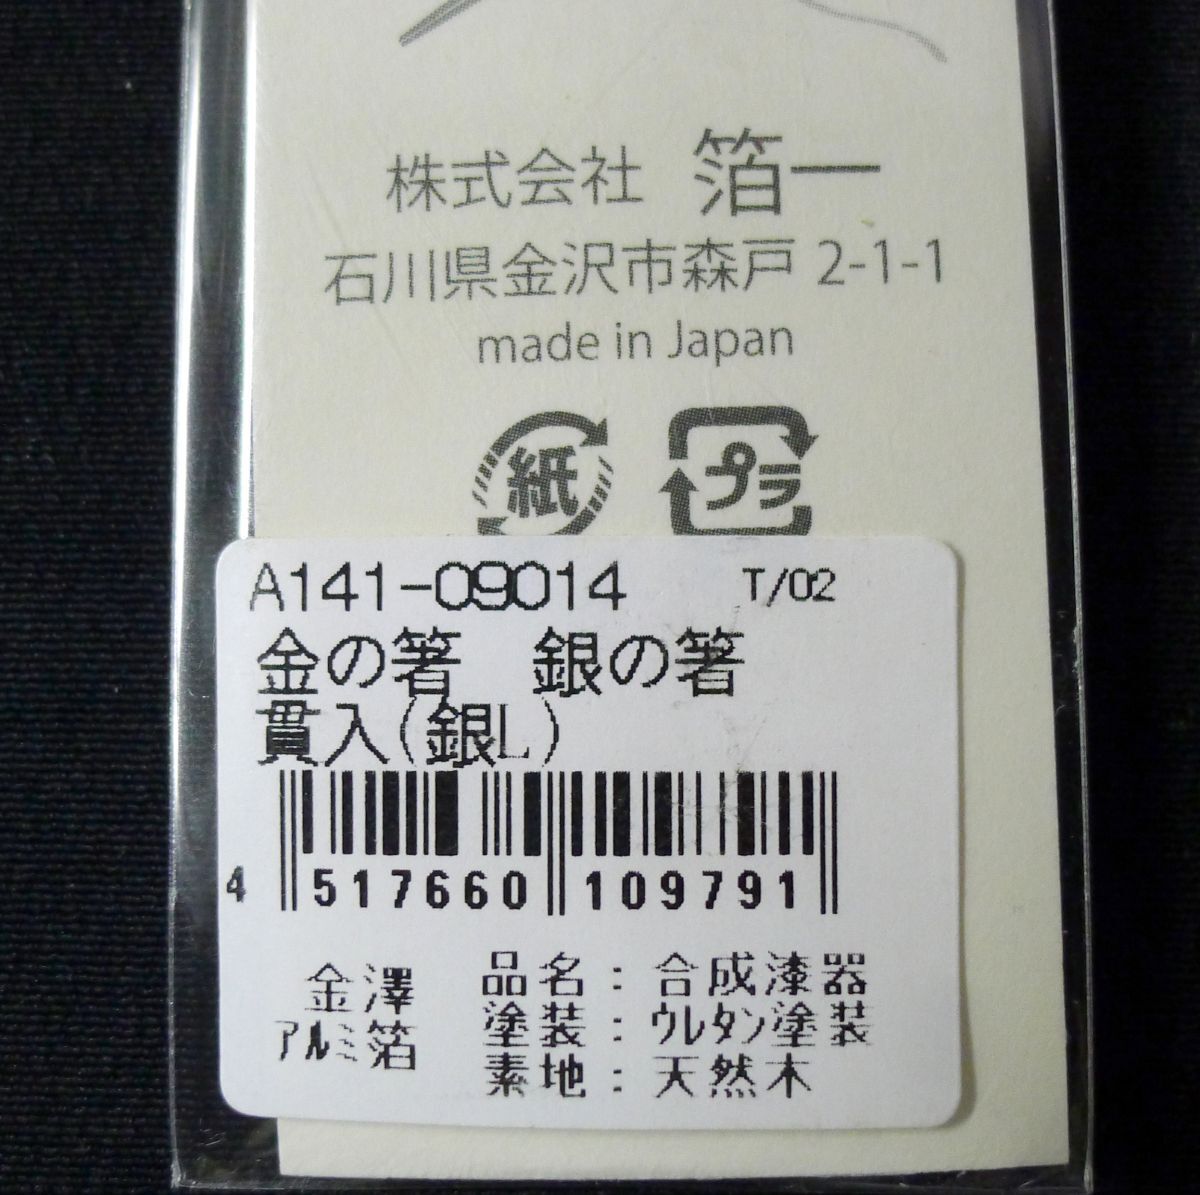 株式会社 箔一
石川県金沢市森戸 2-1-1
made in Japan
紙 プラ
A141-09014 T/02
金の箸 銀の箸
貫入(銀L)
4 517660 109791
金澤
ｱﾙﾐ箔
品名:合成漆器
塗装:ｳﾚﾀﾝ塗装
素地:天然木